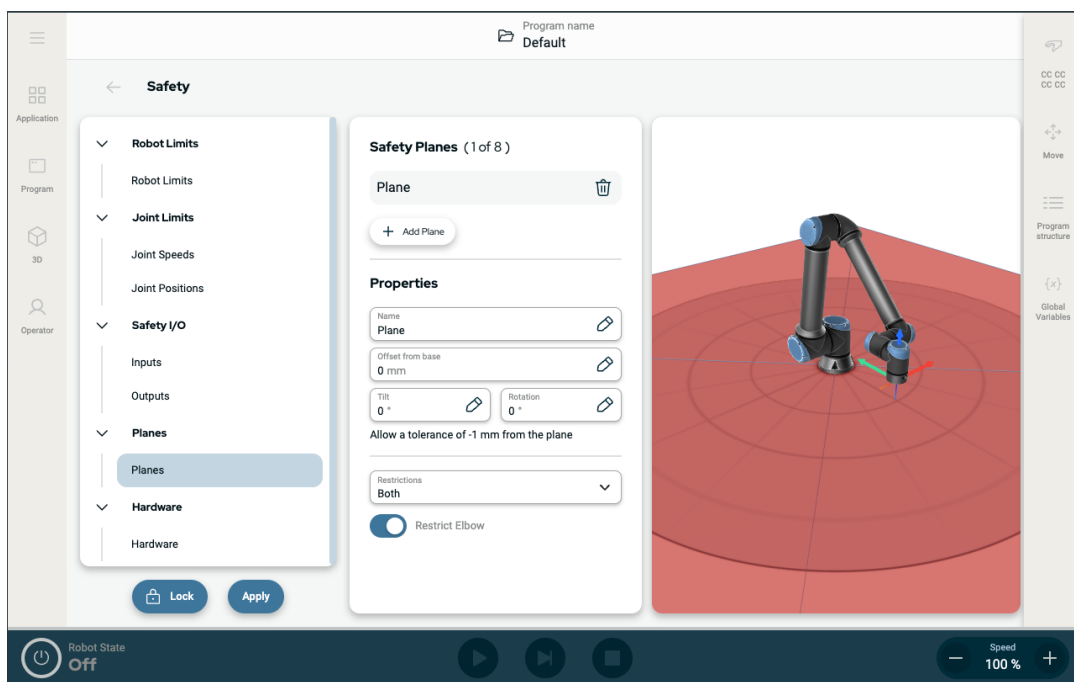 Program name
Default
Safety
Application
Program
3D
Operator
Robot Limits
Robot Limits
Joint Limits
Joint Speeds
Joint Positions
Safety I/O
Inputs
Outputs
Planes
Planes
Hardware
Hardware
Lock
Apply
Safety Planes (1 of 8)
Plane
+ Add Plane
Properties
Name
Plane
Offset from base
0 mm
Tilt
0 °
Rotation
0 °
Allow a tolerance of -1 mm from the plane
Restrictions
Both
Restrict Elbow
CC CC
CC CC
Move
Program
structure
{x}
Global
Variables
Robot State
Off
Speed
100 %